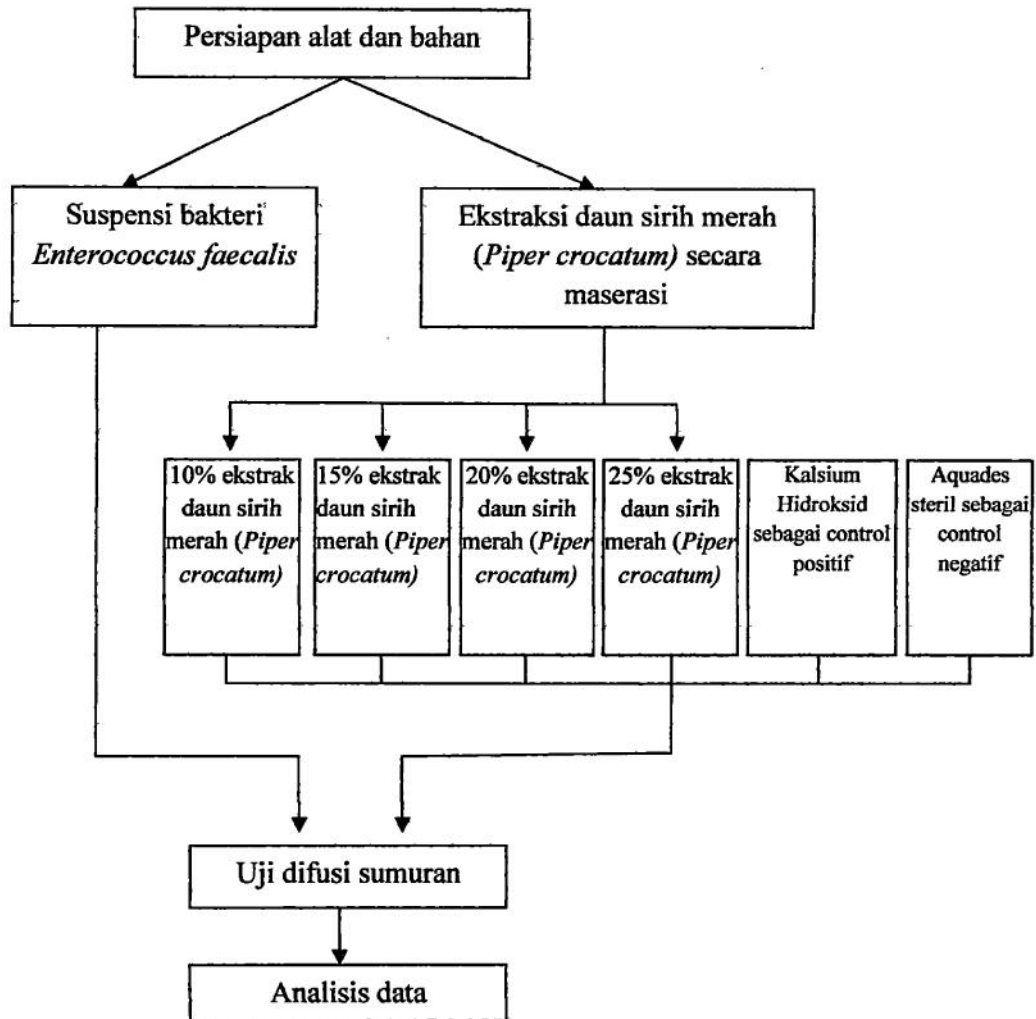 Persiapan alat dan bahan
Suspensi bakteri
Enterococcus faecalis
Ekstraksi daun sirih merah
(Piper crocatum) secara
maserasi
10% ekstrak
daun sirih
merah (Piper
crocatum)
15% ekstrak
daun sirih
merah (Piper
crocatum)
20% ekstrak
daun sirih
merah (Piper
crocatum)
25% ekstrak
daun sirih
merah (Piper
crocatum)
Kalsium
Hidroksid
sebagai control
positif
Aquades
steril sebagai
control
negatif
Uji difusi sumuran
Analisis data